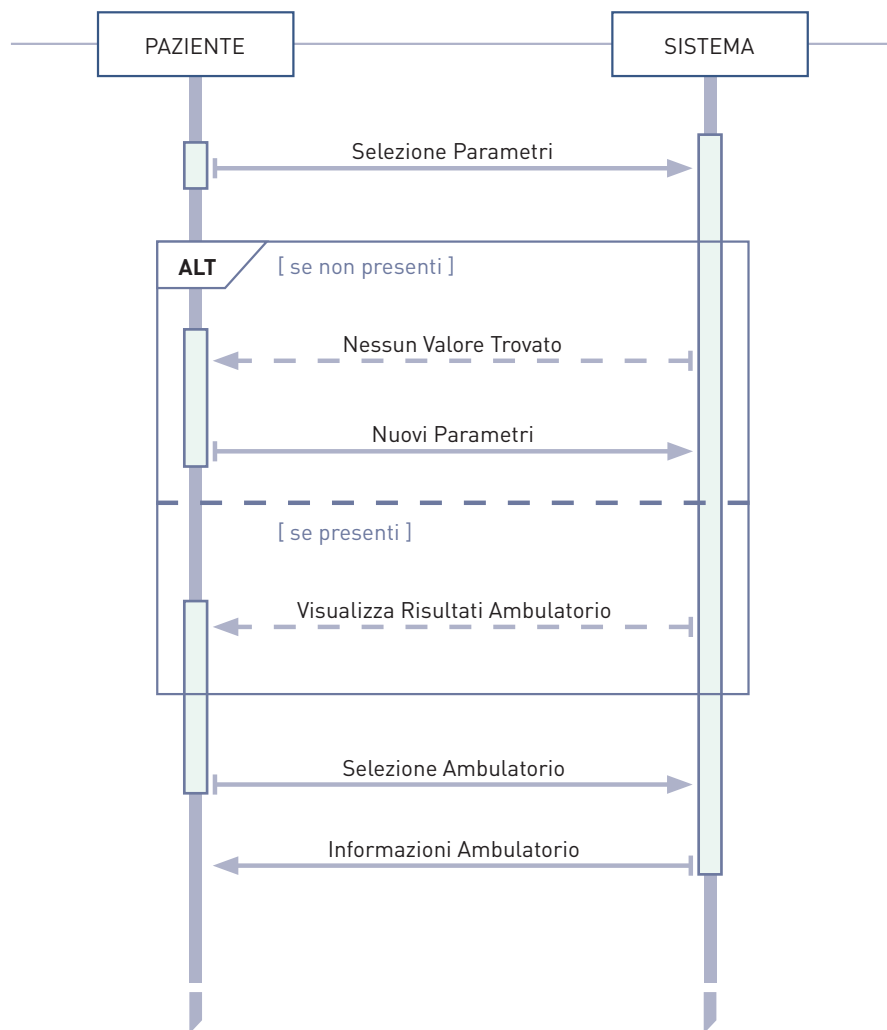 PAZIENTE
SISTEMA
Selezione Parametri
ALT
[ se non presenti ]
Nessun Valore Trovato
Nuovi Parametri
[ se presenti ]
Visualizza Risultati Ambulatorio
Selezione Ambulatorio
Informazioni Ambulatorio